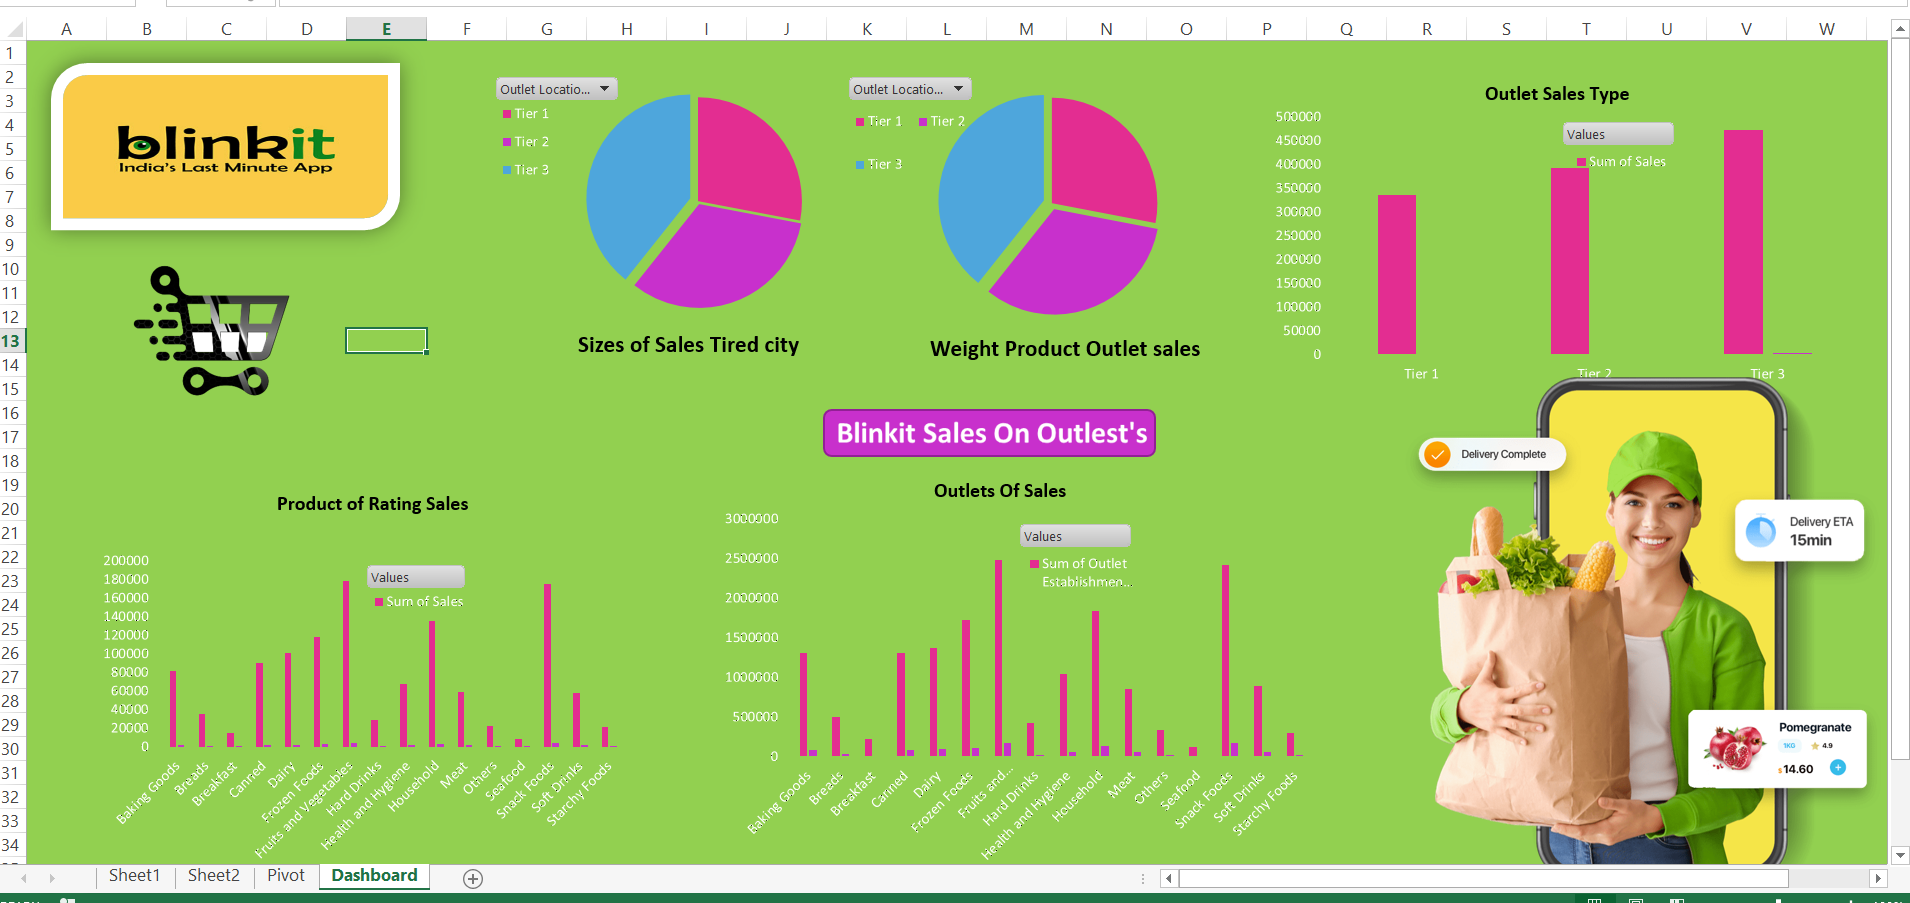 A B C D E F G H I J K L M N O P Q R S T U V W
1
2
3
4
5
6
7
8
9
10
11
12
13
14
15
16
17
18
19
20
21
22
23
24
25
26
27
28
29
30
31
32
33
34
blinkit
India's Last Minute App
Outlet Locatio...
Tier 1
Tier 2
Tier 3
Sizes of Sales Tired city
Outlet Locatio...
Tier 1 Tier 2
Tier 3
Weight Product Outlet sales
Outlet Sales Type
Values
Sum of Sales
500000
450000
400000
350000
300000
250000
200000
150000
100000
50000
0
Tier 1 Tier 2 Tier 3
Blinkit Sales On Outlest's
Product of Rating Sales
Values
Sum of Sales
200000
180000
160000
140000
120000
100000
80000
60000
40000
20000
0
Baking Goods
Breads
Breakfast
Canned
Dairy
Frozen Foods
Fruits and Vegetables
Hard Drinks
Health and Hygiene
Household
Meat
Others
Seafood
Snack Foods
Soft Drinks
Starchy Foods
Outlets Of Sales
Values
Sum of Outlet
Establishmen...
3000000
2500000
2000000
1500000
1000000
500000
0
Baking Goods
Breads
Breakfast
Canned
Dairy
Frozen Foods
Fruits and...
Hard Drinks
Health and Hygiene
Household
Meat
Others
Seafood
Snack Foods
Soft Drinks
Starchy Foods
Delivery Complete
Delivery ETA
15min
Pomegranate
1KG 4.9
$14.60
Sheet1 Sheet2 Pivot Dashboard